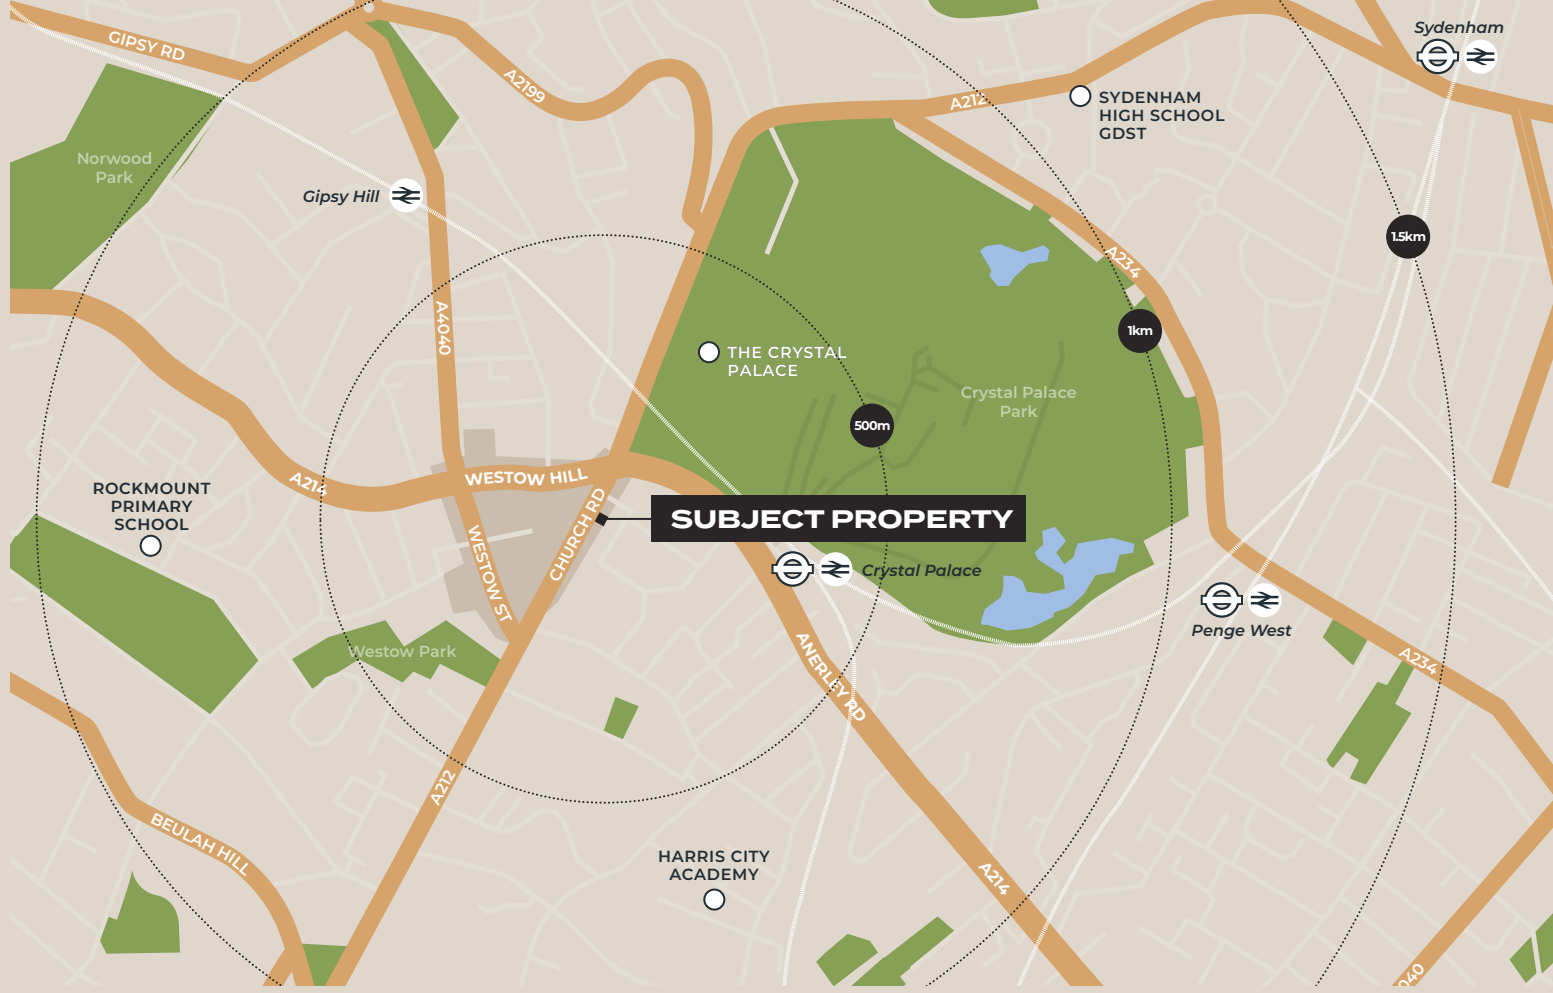 Sydenham
GIPSY RD
A2199
A212
SYDENHAM
HIGH SCHOOL
GDST
Norwood
Park
Gipsy Hill
1.5km
A234
A4040
1km
THE CRYSTAL
PALACE
Crystal Palace
Park
500m
WESTOW HILL
A214
ROCKMOUNT
PRIMARY
SCHOOL
CHURCH RD
SUBJECT PROPERTY
WESTOW ST
Crystal Palace
Penge West
Westow Park
A234
ANERLEY RD
A212
BEULAH HILL
HARRIS CITY
ACADEMY
A214